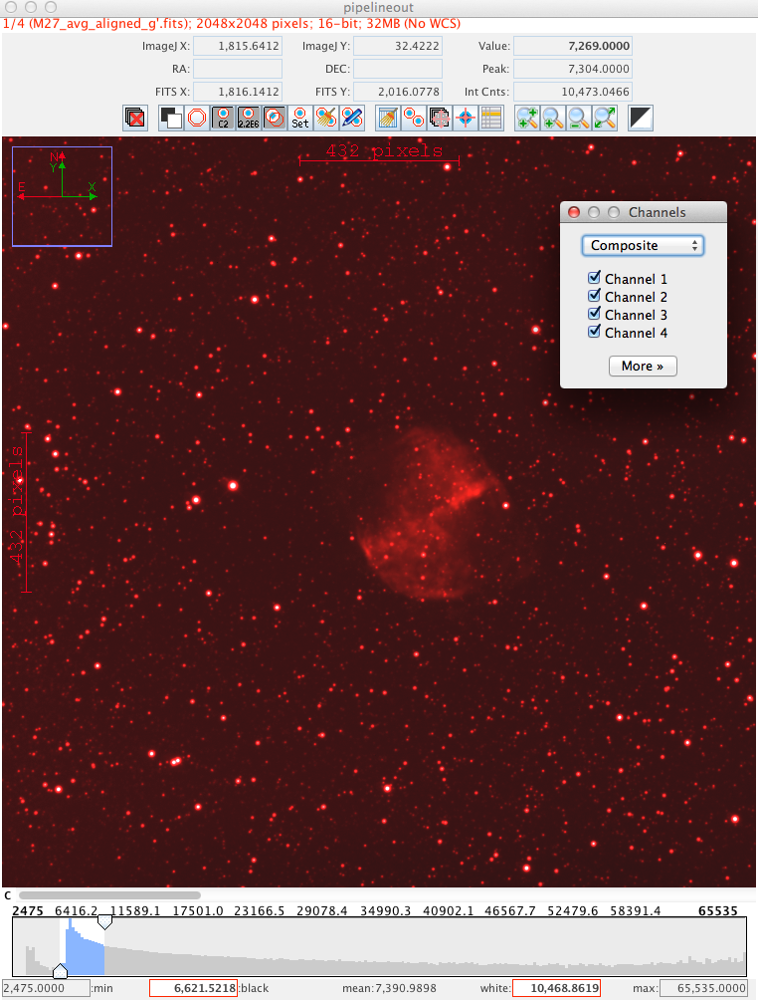 pipelineout
1/4 (M27_avg_aligned_g'.fits); 2048x2048 pixels; 16-bit; 32MB (No WCS)
ImageJ X: 1,815.6412 ImageJ Y: 32.4222 Value: 7,269.0000
RA: DEC: Peak: 7,304.0000
FITS X: 1,816.1412 FITS Y: 2,016.0778 Int Cnts: 10,473.0466
C2 2.2E6 Set
432 pixels
N
Y
E X
Channels
Composite
Channel 1
Channel 2
Channel 3
Channel 4
More »
432 pixels
C
2475 6416.2 11589.1 17501.0 23166.5 29078.4 34990.3 40902.1 46567.7 52479.6 58391.4 65535
2,475.0000 :min 6,621.5218 :black mean: 7,390.9898 white: 10,468.8619 max: 65,535.0000